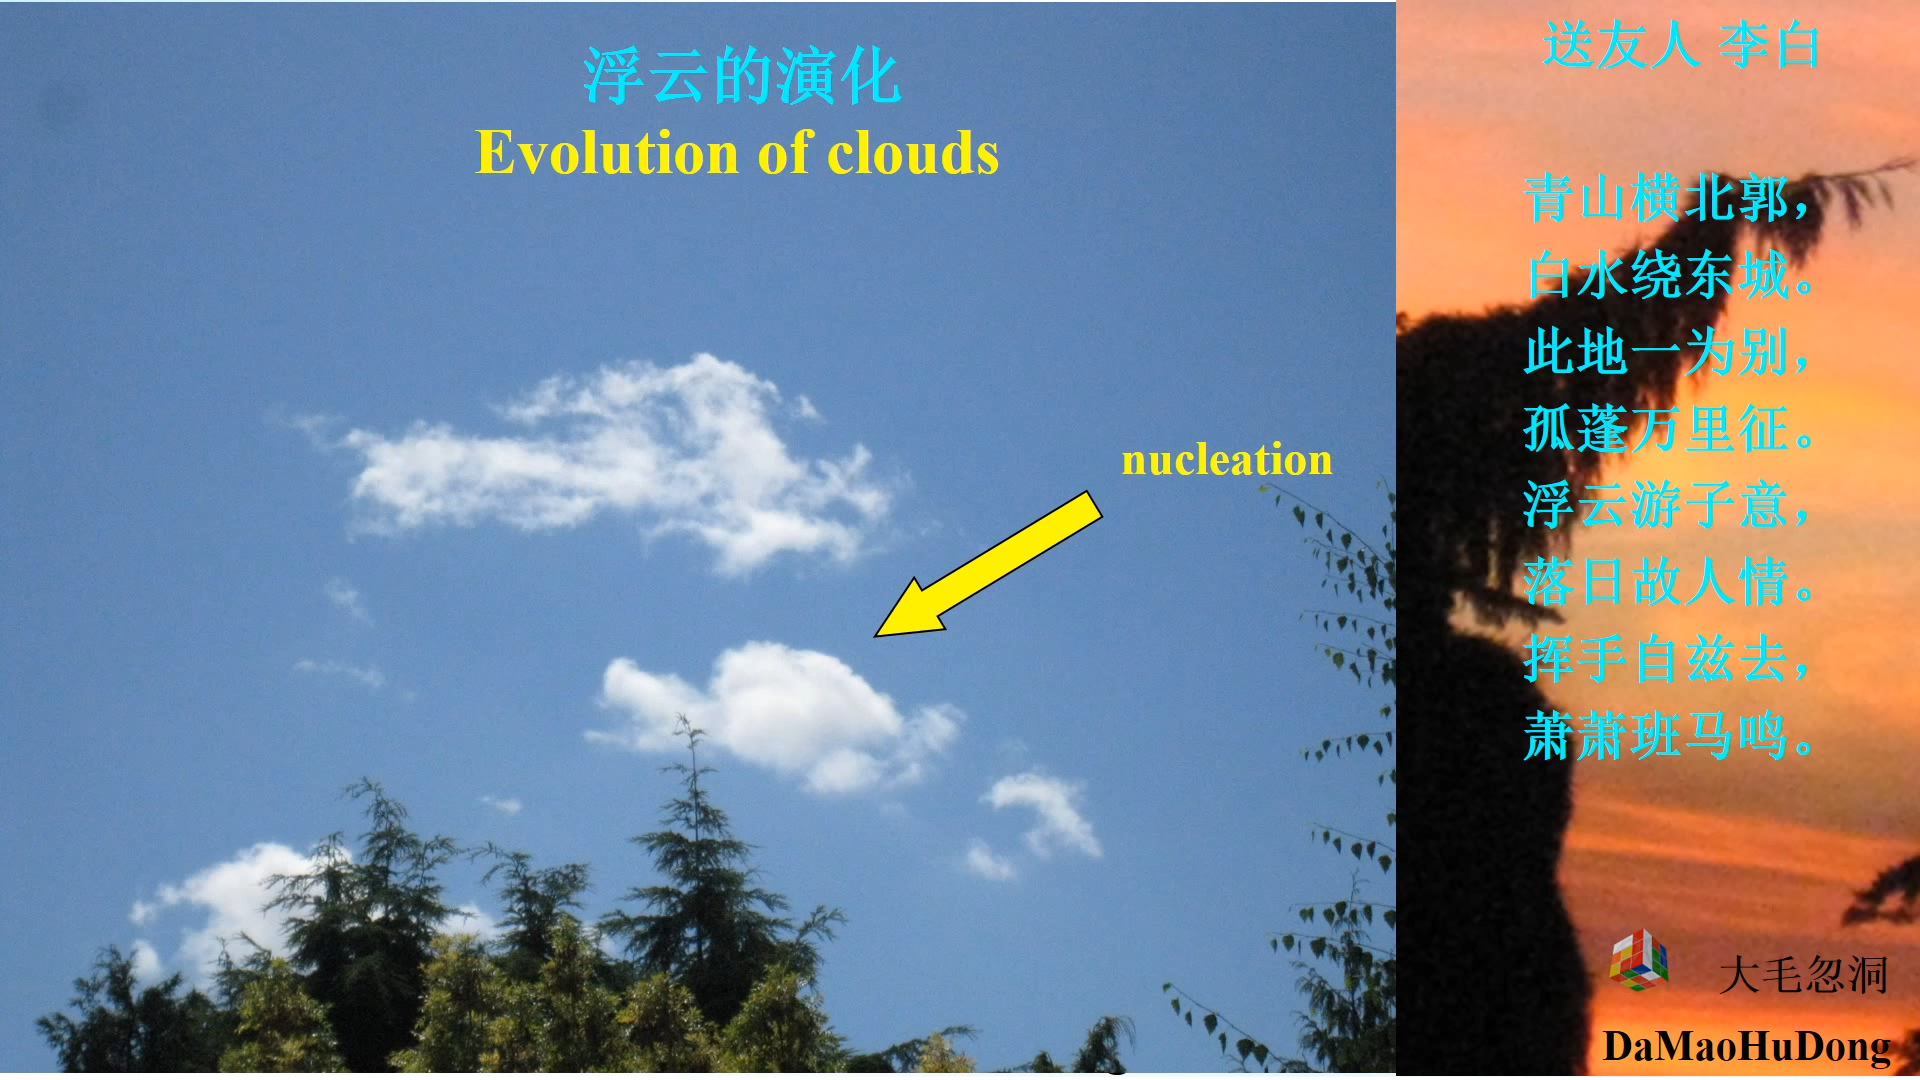 浮云的演化
Evolution of clouds
nucleation
送友人 李白
青山横北郭，
白水绕东城。
此地一为别，
孤蓬万里征。
浮云游子意，
落日故人情。
挥手自兹去，
萧萧班马鸣。
大毛忽洞
DaMaoHuDong